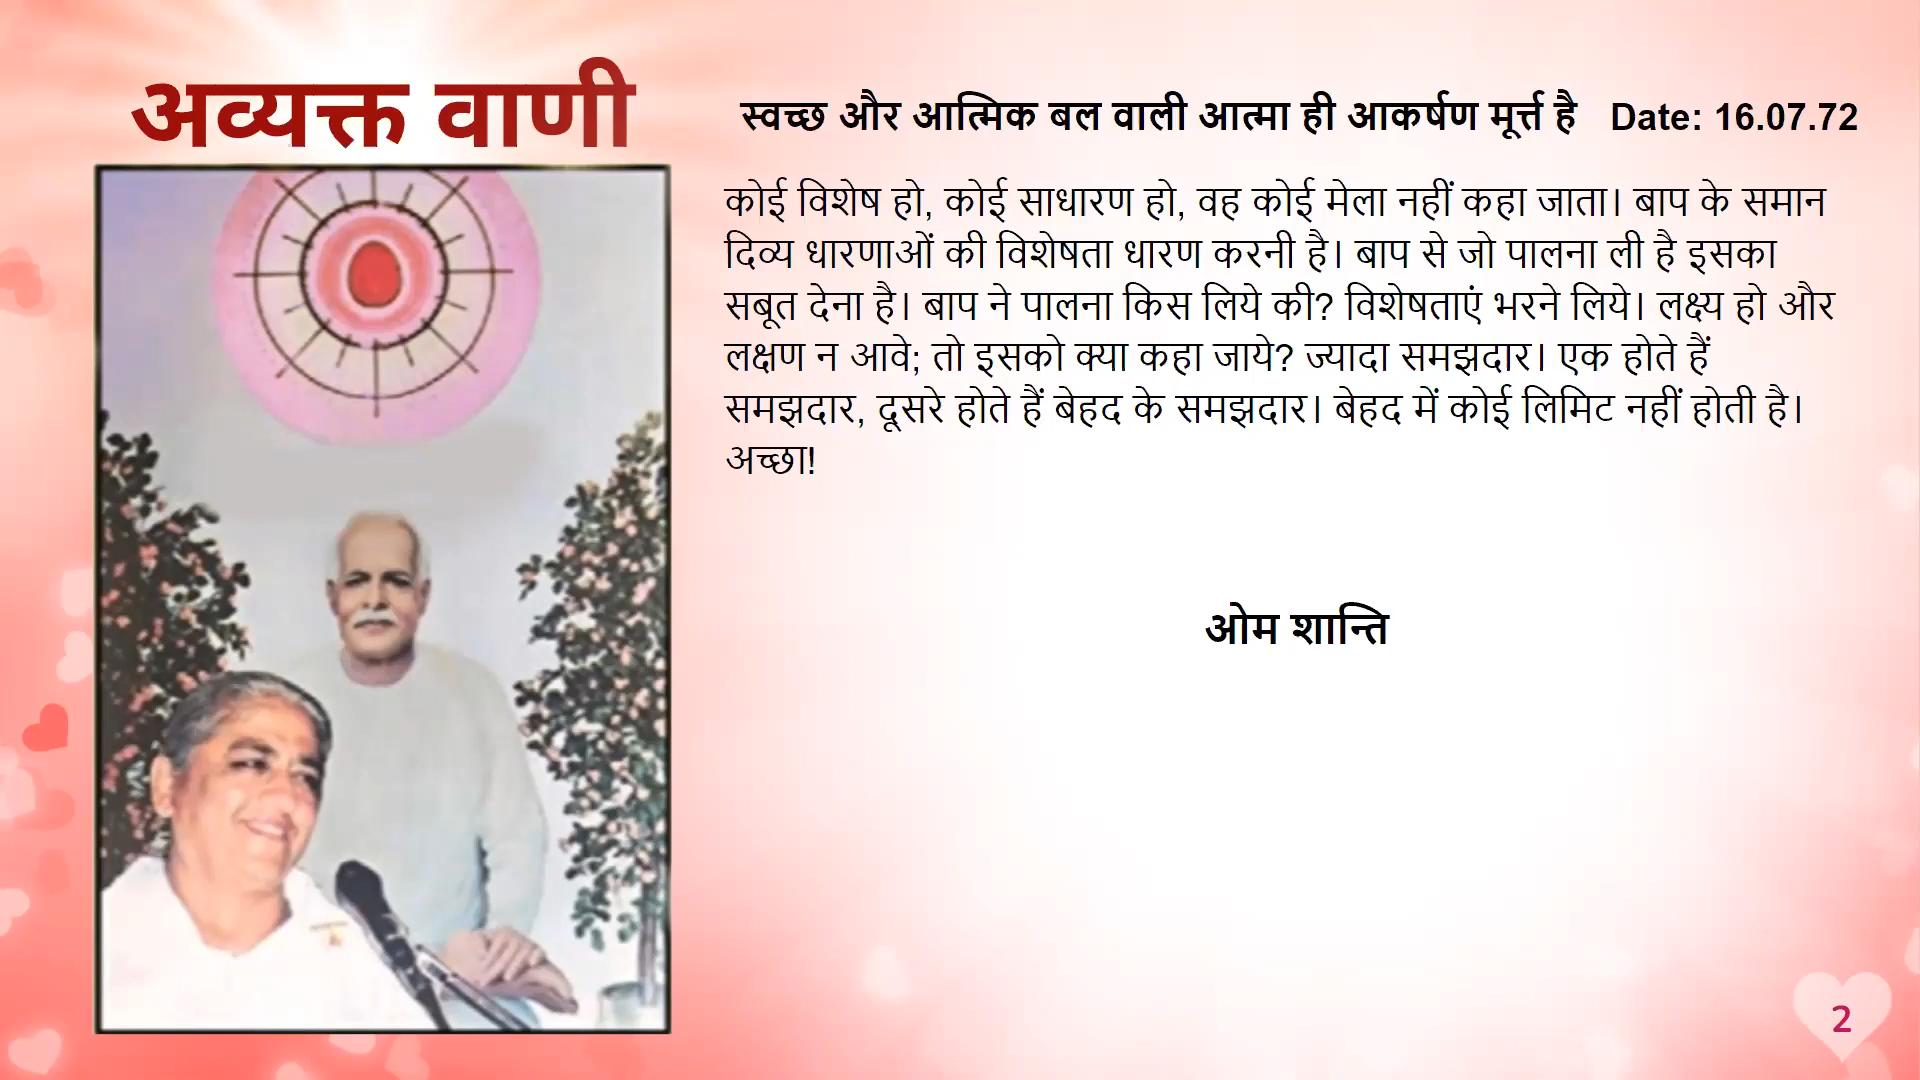 अव्यक्त वाणी
स्वच्छ और आत्मिक बल वाली आत्मा ही आकर्षण मूर्त्त है Date: 16.07.72
कोई विशेष हो, कोई साधारण हो, वह कोई मेला नहीं कहा जाता। बाप के समान
दिव्य धारणाओं की विशेषता धारण करनी है। बाप से जो पालना ली है इसका
सबूत देना है। बाप ने पालना किस लिये की? विशेषताएं भरने लिये। लक्ष्य हो और
लक्षण न आवे; तो इसको क्या कहा जाये? ज्यादा समझदार। एक होते हैं
समझदार, दूसरे होते हैं बेहद के समझदार। बेहद में कोई लिमिट नहीं होती है।
अच्छा!
ओम शान्ति
2